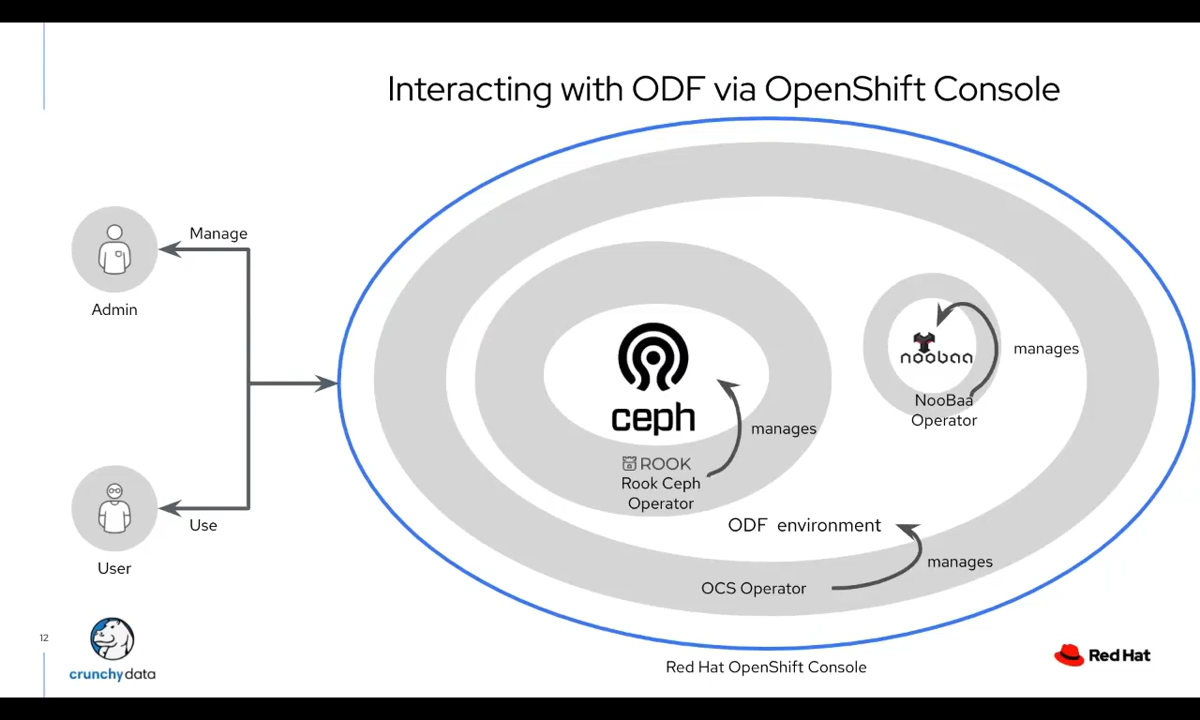 Interacting with ODF via OpenShift Console
Manage
Admin
Use
User
ceph
manages
ROOK
Rook Ceph
Operator
noobaa
manages
NooBaa
Operator
ODF environment
manages
OCS Operator
Red Hat OpenShift Console
12
crunchydata
Red Hat